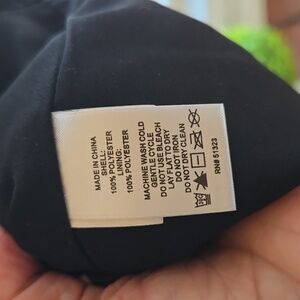 MADE IN CHINA
SHELL:
100% POLYESTER
LINING:
100% POLYESTER
MACHINE WASH COLD
GENTLE CYCLE
DO NOT USE BLEACH
LAY FLAT TO DRY
DO NOT IRON
DO NOT DRY CLEAN
RN# 51323